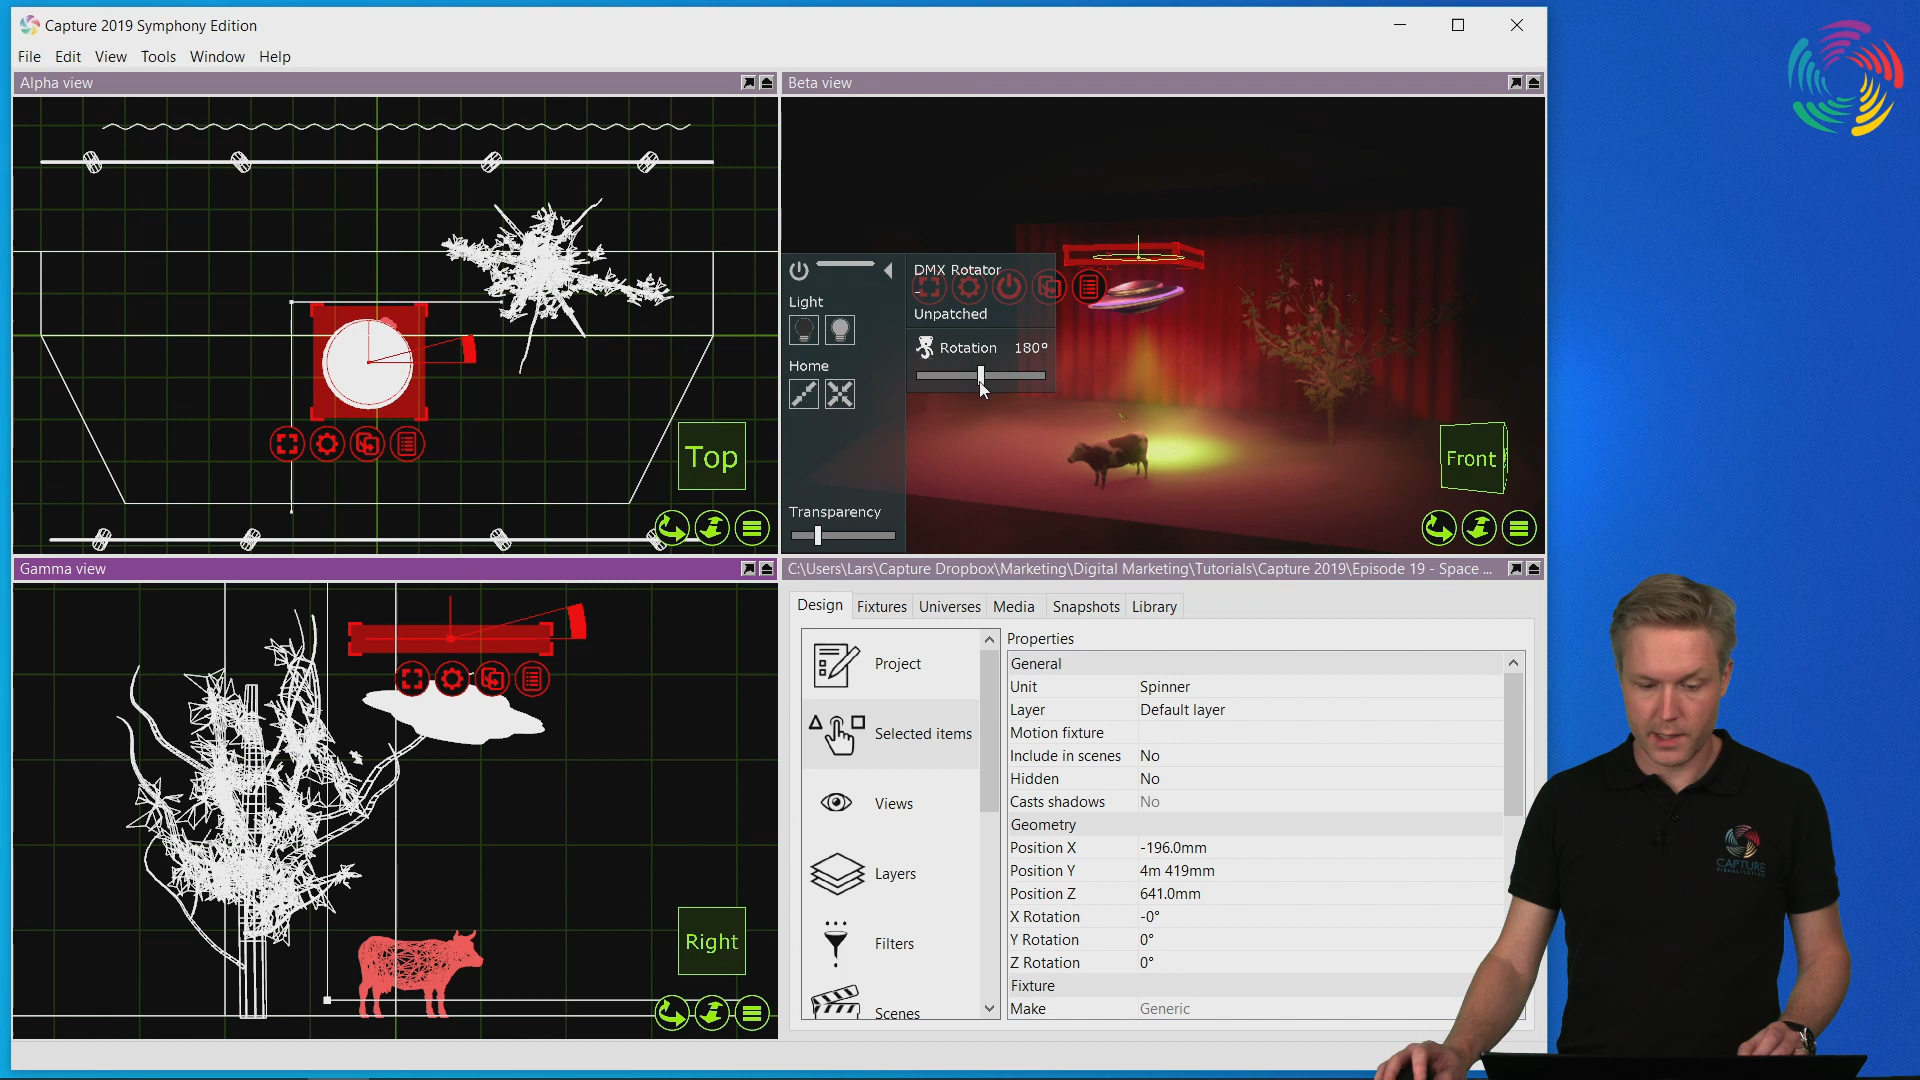 Capture 2019 Symphony Edition
File Edit View Tools Window Help
Alpha view
Top
Beta view
Light
Home
Transparency
DMX Rotator
-
Unpatched
Rotation 180°
Front
Gamma view
Right
C:\Users\Lars\Capture Dropbox\Marketing\Digital Marketing\Tutorials\Capture 2019\Episode 19 - Space ...
Design Fixtures Universes Media Snapshots Library
Project
Selected items
Views
Layers
Filters
Scenes
Properties
General
Unit Spinner
Layer Default layer
Motion fixture
Include in scenes No
Hidden No
Casts shadows No
Geometry
Position X -196.0mm
Position Y 4m 419mm
Position Z 641.0mm
X Rotation -0°
Y Rotation 0°
Z Rotation 0°
Fixture
Make Generic
CAPTURE